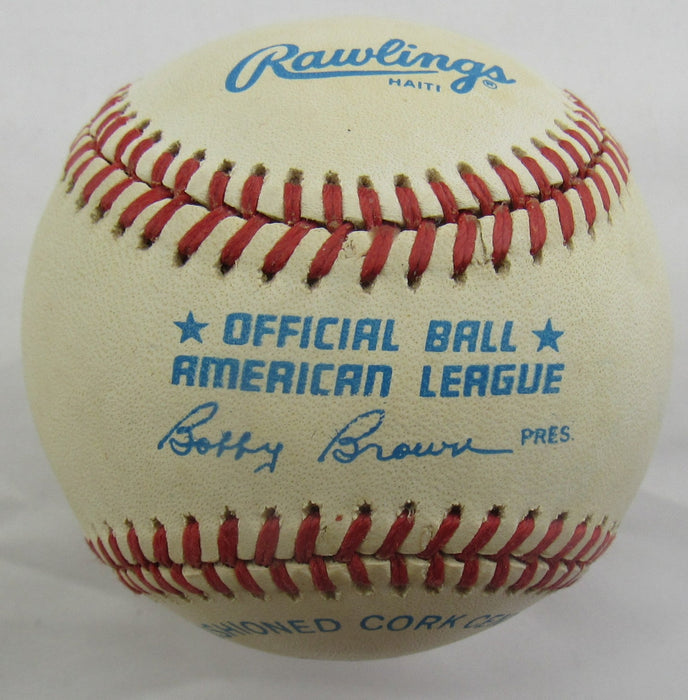 Rawlings ®
HAITI
★ OFFICIAL BALL ★
AMERICAN LEAGUE
Bobby Brown PRES.
CORK